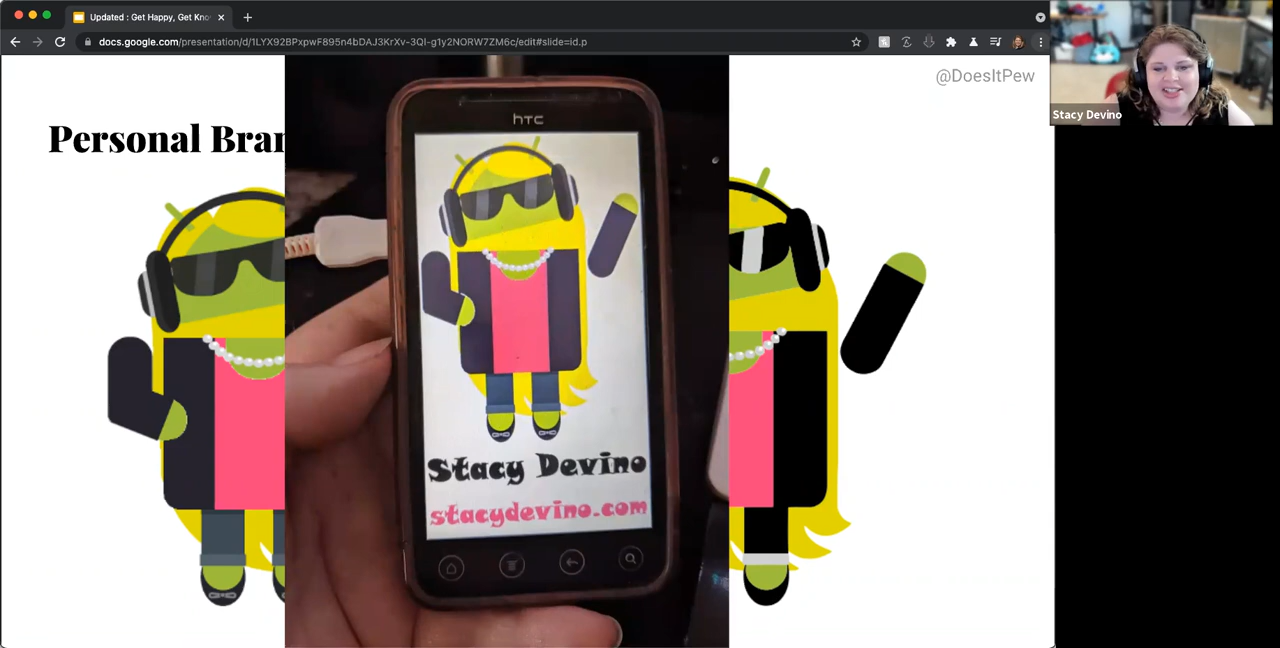 Updated : Get Happy, Get Kno
docs.google.com/presentation/d/1LYX92BPxpwF895n4bDAJ3KrXv-3QI-g1y2NORW7ZM6c/edit#slide=id.p
@DoesItPew
Stacy Devino
Personal Bran
hTC
Stacy Devino
stacydevino.com